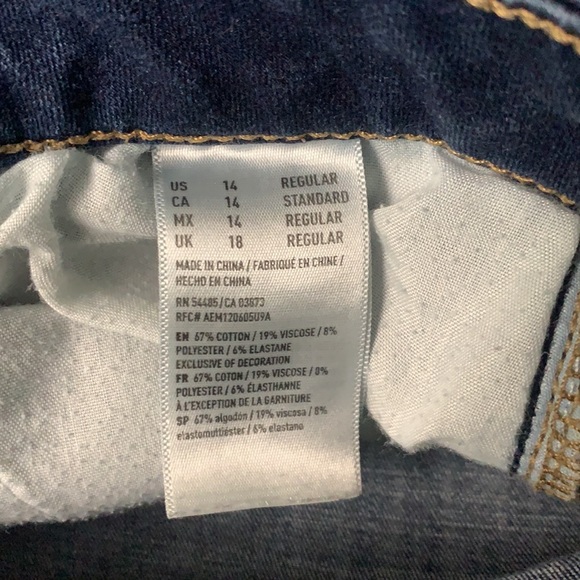 US 14 REGULAR
CA 14 STANDARD
MX 14 REGULAR
UK 18 REGULAR
MADE IN CHINA / FABRIQUÉ EN CHINE /
HECHO EN CHINA
RN 54485/CA 03873
RFC# AEM120605U9A
EN 67% COTTON / 19% VISCOSE / 8%
POLYESTER / 6% ELASTANE
EXCLUSIVE OF DECORATION
FR 67% COTON / 19% VISCOSE / 8%
POLYESTER / 6% ÉLASTHANNE
À L'EXCEPTION DE LA GARNITURE
SP 67% algodón / 19% viscosa / 8%
elastomultiéster / 6% elastano